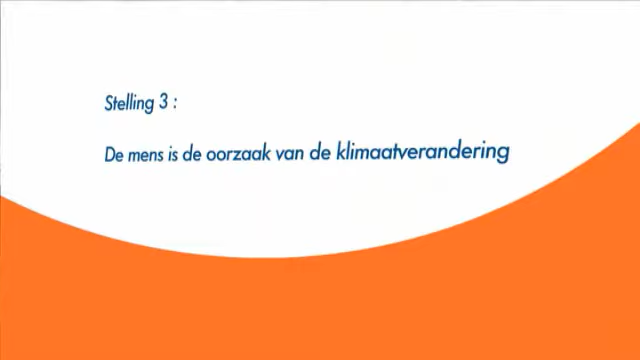 Stelling 3 :
De mens is de oorzaak van de klimaatverandering